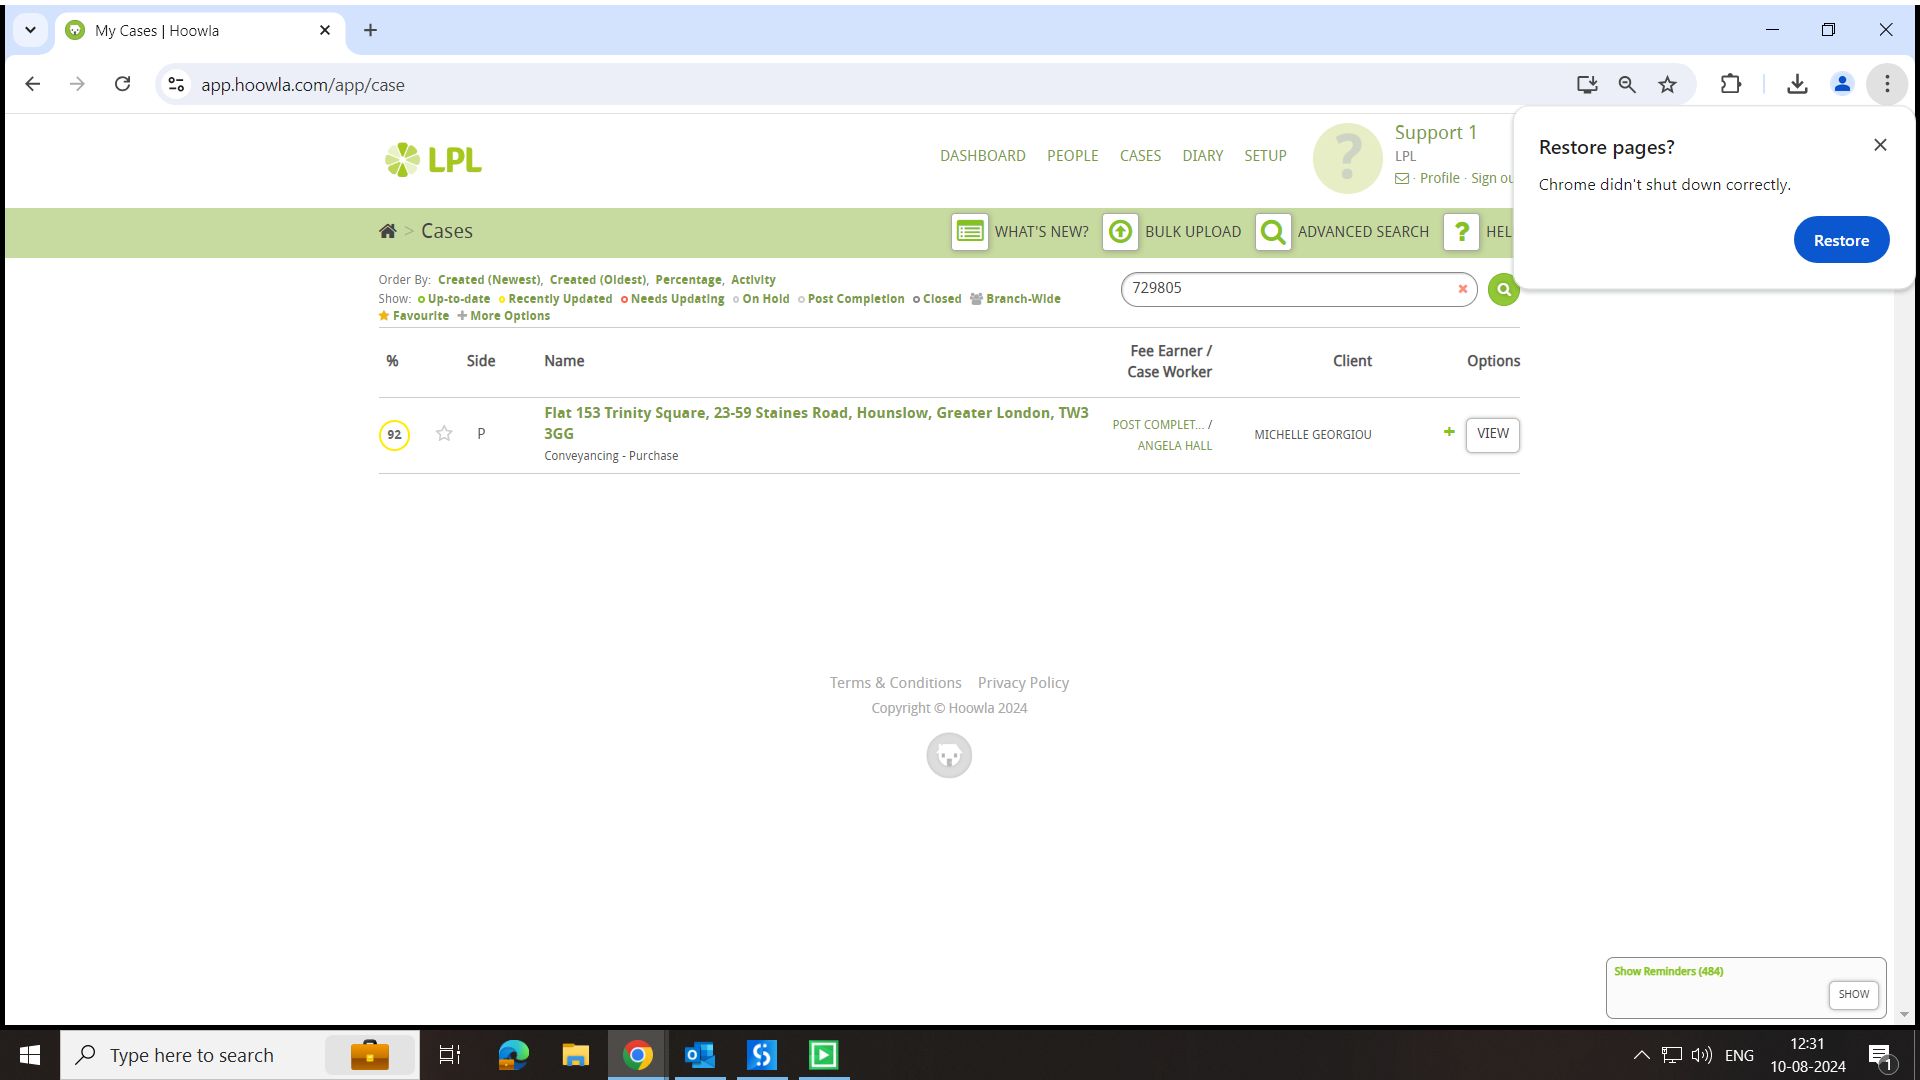 My Cases | Hoowla
app.hoowla.com/app/case
Restore pages?
Chrome didn't shut down correctly.
Restore
LPL
DASHBOARD PEOPLE CASES DIARY SETUP
?
Support 1
LPL
· Profile · Sign ou
> Cases
WHAT'S NEW? BULK UPLOAD ADVANCED SEARCH ? HEL
Order By: Created (Newest), Created (Oldest), Percentage, Activity
Show: Up-to-date Recently Updated Needs Updating On Hold Post Completion Closed Branch-Wide
Favourite More Options
729805
% Side Name Fee Earner / Case Worker Client Options
92 P Flat 153 Trinity Square, 23-59 Staines Road, Hounslow, Greater London, TW3
3GG
Conveyancing - Purchase
POST COMPLET... /
ANGELA HALL
MICHELLE GEORGIOU
+ VIEW
Terms & Conditions Privacy Policy
Copyright © Hoowla 2024
Show Reminders (484)
SHOW
Type here to search
ENG
12:31
10-08-2024
1